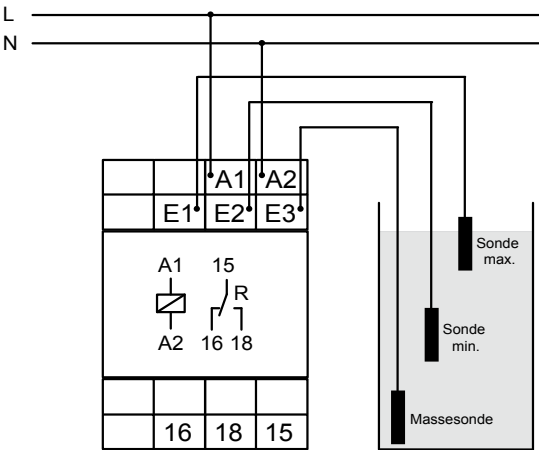 L
N
A1 A2
E1 E2 E3
Sonde
max.
A1 15
R
A2 16 18
Sonde
min.
Massesonde
16 18 15